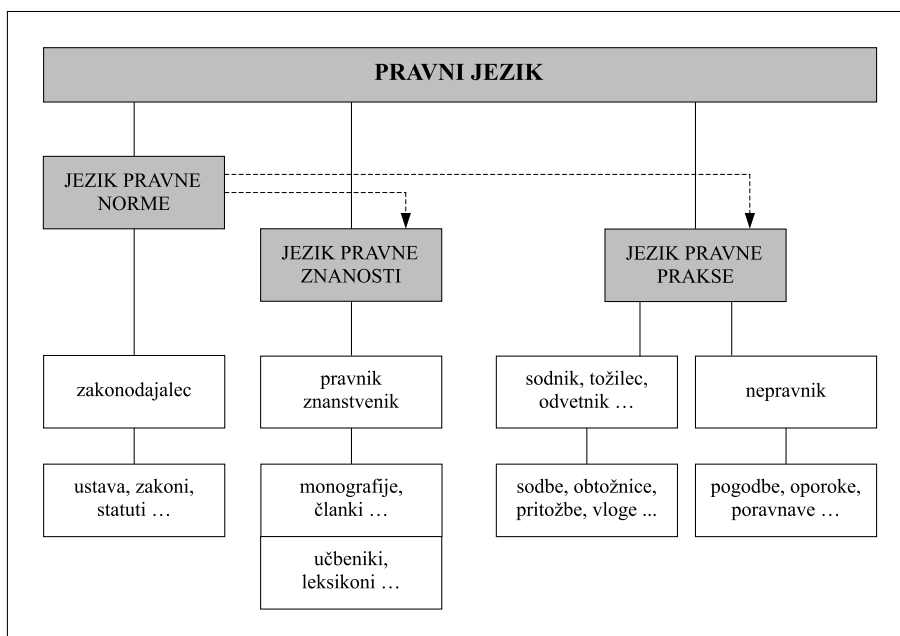 PRAVNI JEZIK
JEZIK PRAVNE
NORME
JEZIK PRAVNE
ZNANOSTI
JEZIK PRAVNE
PRAKSE
zakonodajalec
pravnik
znanstvenik
sodnik, tožilec,
odvetnik …
nepravnik
ustava, zakoni,
statuti …
monografije,
članki …
sodbe, obtožnice,
pritožbe, vloge ...
pogodbe, oporoke,
poravnave …
učbeniki,
leksikoni …